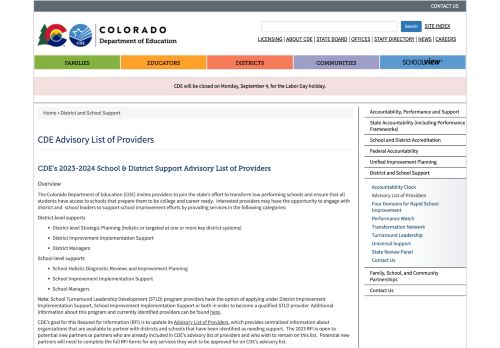 CONTACT US
COLORADO
Department of Education
CDE
Search
SITE INDEX
LICENSING | ABOUT CDE | STATE BOARD | OFFICES | STAFF DIRECTORY | NEWS | CAREERS
FAMILIES
EDUCATORS
DISTRICTS
COMMUNITIES
SCHOOLVIEW
CDE will be closed on Monday, September 4, for the Labor Day holiday.
Home » District and School Support
CDE Advisory List of Providers
CDE's 2023-2024 School & District Support Advisory List of Providers
Overview
The Colorado Department of Education (CDE) invites providers to join the state's effort to transform low performing schools and ensure that all
students have access to schools that prepare them to be college and career ready. Interested providers may have the opportunity to engage with
district and school leaders to support school improvement efforts by providing services in the following categories:
District-level supports
• District-level Strategic Planning (holistic or targeted at one or more key district systems)
• District Improvement Implementation Support
• District Managers
School-level supports
• School Holistic Diagnostic Reviews and Improvement Planning
• School Improvement Implementation Support
• School Managers
Note: School Turnaround Leadership Development (STLD) program providers have the option of applying under District Improvement
Implementation Support, School Improvement Implementation Support or both in order to become a qualified STLD provider. Additional
information about this program and currently identified providers can be found here.
CDE's goal for this Request for Information (RFI) is to update its Advisory List of Providers, which provides centralized information about
organizations that are available to partner with districts and schools that have been identified as needing support. The 2023 RFI is open to
potential new partners or partners who are already included in CDE's advisory list of providers and who wish to remain on this list. Potential new
partners will need to complete the full RFI forms for any services they wish to be approved for on CDE's advisory list.
Accountability, Performance and Support
State Accountability (including Performance
Frameworks)
School and District Accreditation
Federal Accountability
Unified Improvement Planning
District and School Support
Accountability Clock
Advisory List of Providers
Four Domains for Rapid School
Improvement
Performance Watch
Transformation Network
Turnaround Leadership
Universal Support
State Review Panel
Contact Us
Family, School, and Community
Partnerships
Contact Us